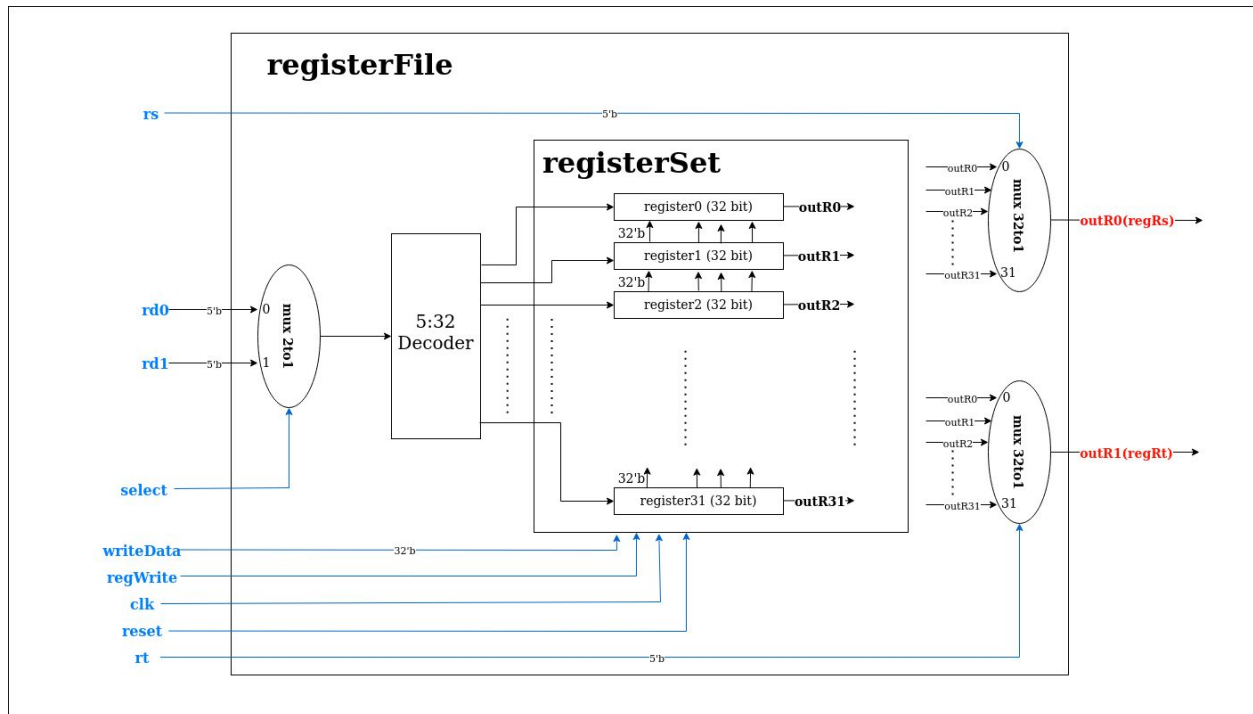 registerFile
rs
5'b
registerSet
register0 (32 bit)
outR0
32'b
register1 (32 bit)
outR1
32'b
register2 (32 bit)
outR2
32'b
register31 (32 bit)
outR31
rd0
5'b
0
rd1
5'b
1
mux 2to1
5:32
Decoder
select
writeData
32'b
regWrite
clk
reset
rt
5'b
outR0
0
outR1
outR2
outR31
31
mux 32to1
outR0(regRs)
outR0
0
outR1
outR2
outR31
31
mux 32to1
outR1(regRt)